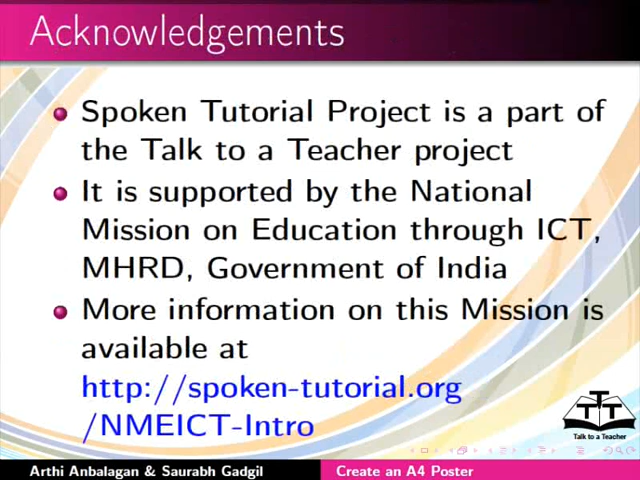 Acknowledgements
Spoken Tutorial Project is a part of
the Talk to a Teacher project
It is supported by the National
Mission on Education through ICT,
MHRD, Government of India
More information on this Mission is
available at
http://spoken-tutorial.org
/NMEICT-Intro
TTT
Talk to a Teacher
Arthi Anbalagan & Saurabh Gadgil
Create an A4 Poster